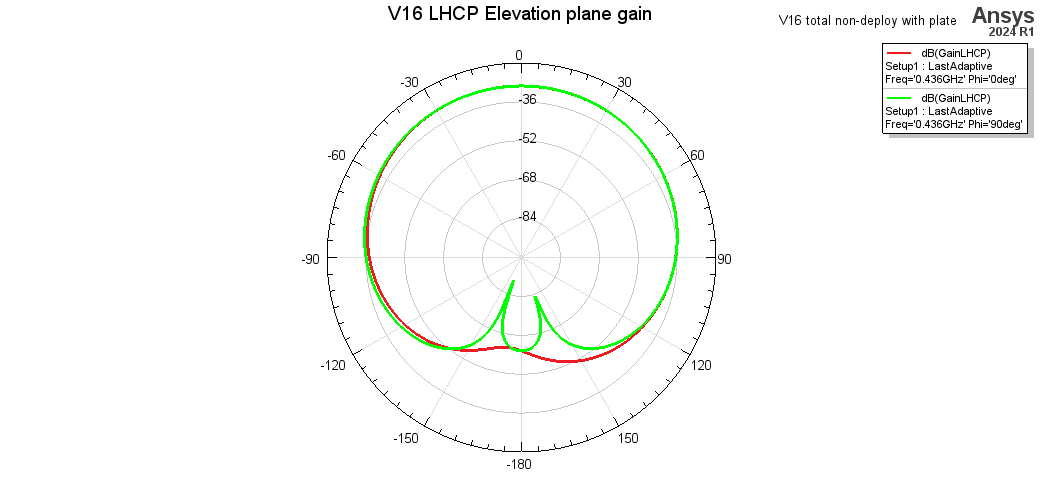 V16 LHCP Elevation plane gain
V16 total non-deploy with plate
Ansys
2024 R1
dB(GainLHCP)
Setup1 : LastAdaptive
Freq='0.436GHz' Phi='0deg'
dB(GainLHCP)
Setup1 : LastAdaptive
Freq='0.436GHz' Phi='90deg'
0
-30
30
-36
-52
-60
60
-68
-84
-90
90
-120
120
-150
150
-180